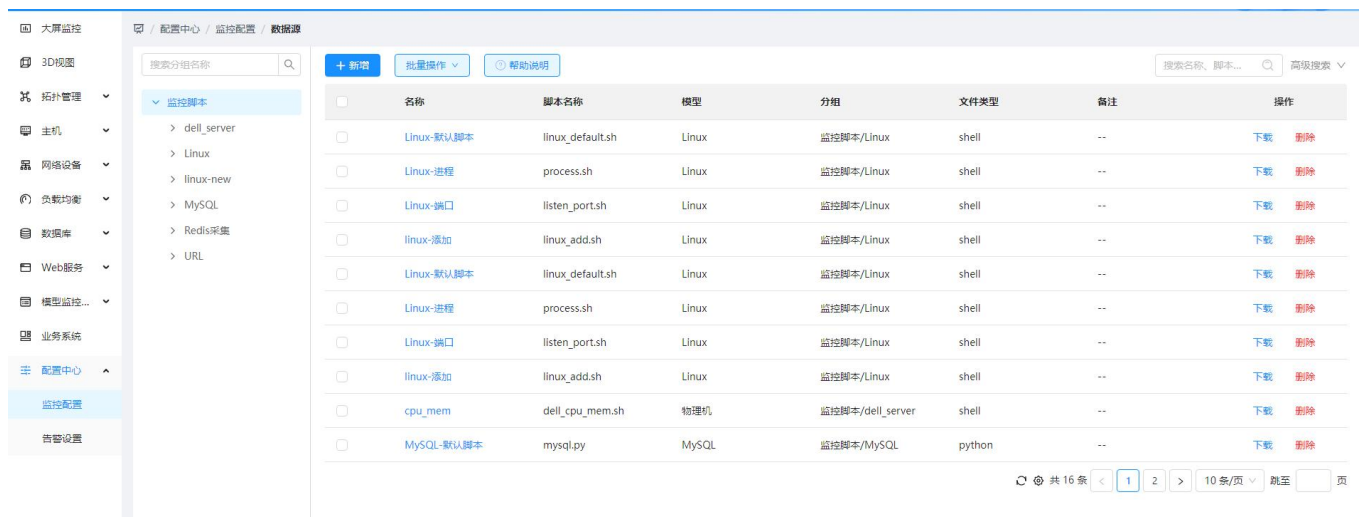 大屏监控
3D视图
拓扑管理
主机
网络设备
负载均衡
数据库
Web服务
模型监控...
业务系统
配置中心
监控配置
告警设置
/ 配置中心 / 监控配置 / 数据源
搜索分组名称
监控脚本
dell_server
Linux
linux-new
MySQL
Redis采集
URL
+ 新增 批量操作 帮助说明 搜索名称、脚本... 高级搜索
名称 脚本名称 模型 分组 文件类型 备注 操作
Linux-默认脚本 linux_default.sh Linux 监控脚本/Linux shell -- 下载 删除
Linux-进程 process.sh Linux 监控脚本/Linux shell -- 下载 删除
Linux-端口 listen_port.sh Linux 监控脚本/Linux shell -- 下载 删除
linux-添加 linux_add.sh Linux 监控脚本/Linux shell -- 下载 删除
Linux-默认脚本 linux_default.sh Linux 监控脚本/Linux shell -- 下载 删除
Linux-进程 process.sh Linux 监控脚本/Linux shell -- 下载 删除
Linux-端口 listen_port.sh Linux 监控脚本/Linux shell -- 下载 删除
linux-添加 linux_add.sh Linux 监控脚本/Linux shell -- 下载 删除
cpu_mem dell_cpu_mem.sh 物理机 监控脚本/dell_server shell -- 下载 删除
MySQL-默认脚本 mysql.py MySQL 监控脚本/MySQL python -- 下载 删除
共 16 条 < 1 2 > 10 条/页 跳至 页